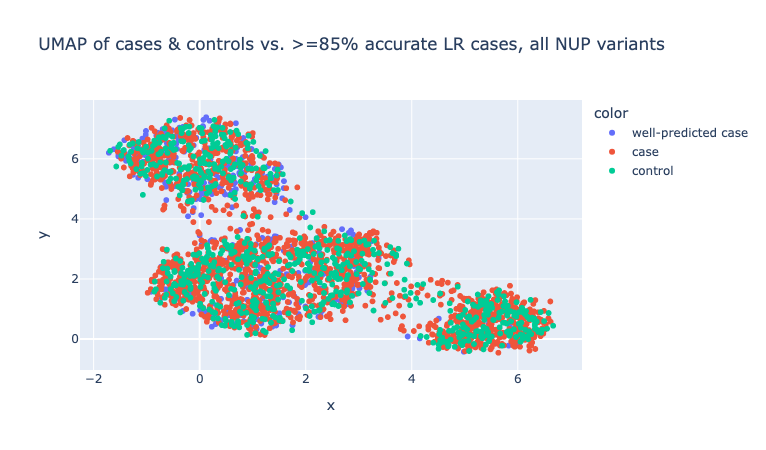 UMAP of cases & controls vs. >=85% accurate LR cases, all NUP variants
color
well-predicted case
case
control
y
6
4
2
0
−2
0
2
4
6
x